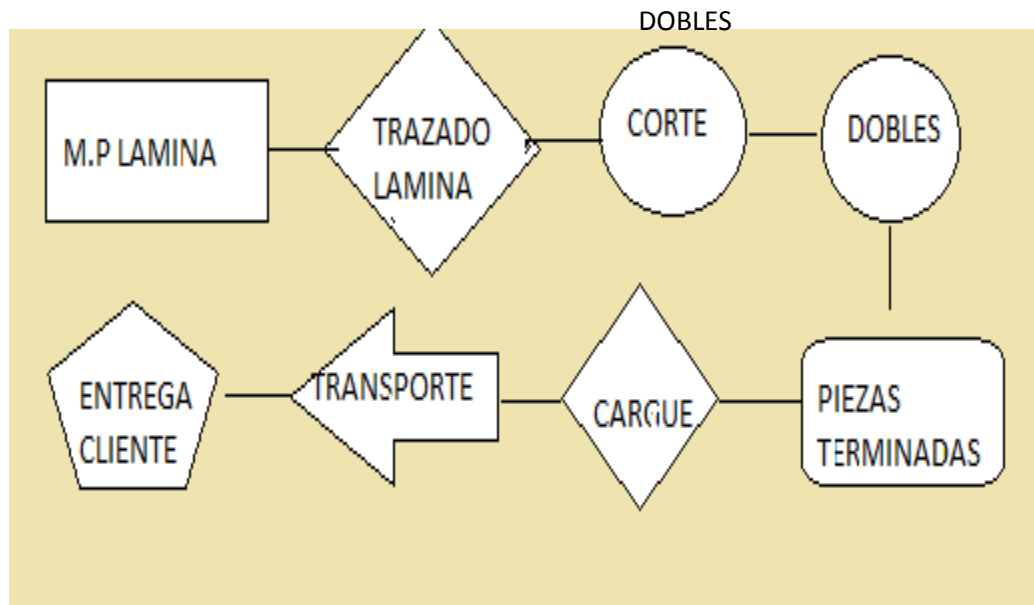 DOBLES
M.P LAMINA
TRAZADO
LAMINA
CORTE
DOBLES
PIEZAS
TERMINADAS
CARGUE
TRANSPORTE
ENTREGA
CLIENTE